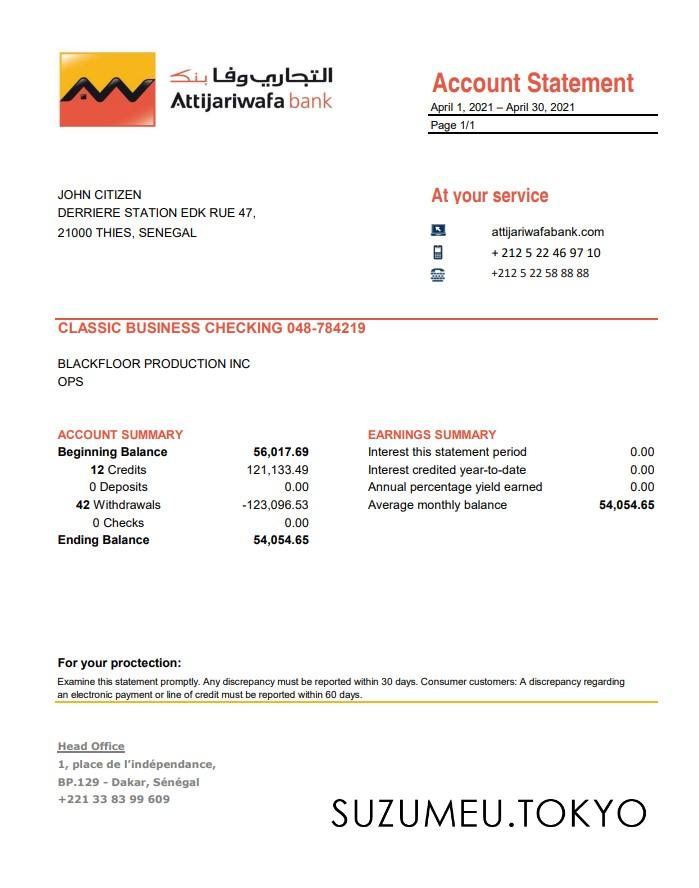 التجاري وفا بنك
Attijariwafa bank
Account Statement
April 1, 2021 – April 30, 2021
Page 1/1
JOHN CITIZEN
DERRIERE STATION EDK RUE 47,
21000 THIES, SENEGAL
At your service
attijariwafabank.com
+ 212 5 22 46 97 10
+212 5 22 58 88 88
CLASSIC BUSINESS CHECKING 048-784219
BLACKFLOOR PRODUCTION INC
OPS
ACCOUNT SUMMARY
Beginning Balance 56,017.69
12 Credits 121,133.49
0 Deposits 0.00
42 Withdrawals -123,096.53
0 Checks 0.00
Ending Balance 54,054.65
EARNINGS SUMMARY
Interest this statement period 0.00
Interest credited year-to-date 0.00
Annual percentage yield earned 0.00
Average monthly balance 54,054.65
For your proctection:
Examine this statement promptly. Any discrepancy must be reported within 30 days. Consumer customers: A discrepancy regarding
an electronic payment or line of credit must be reported within 60 days.
Head Office
1, place de l’indépendance,
BP.129 - Dakar, Sénégal
+221 33 83 99 609
SUZUMEU.TOKYO